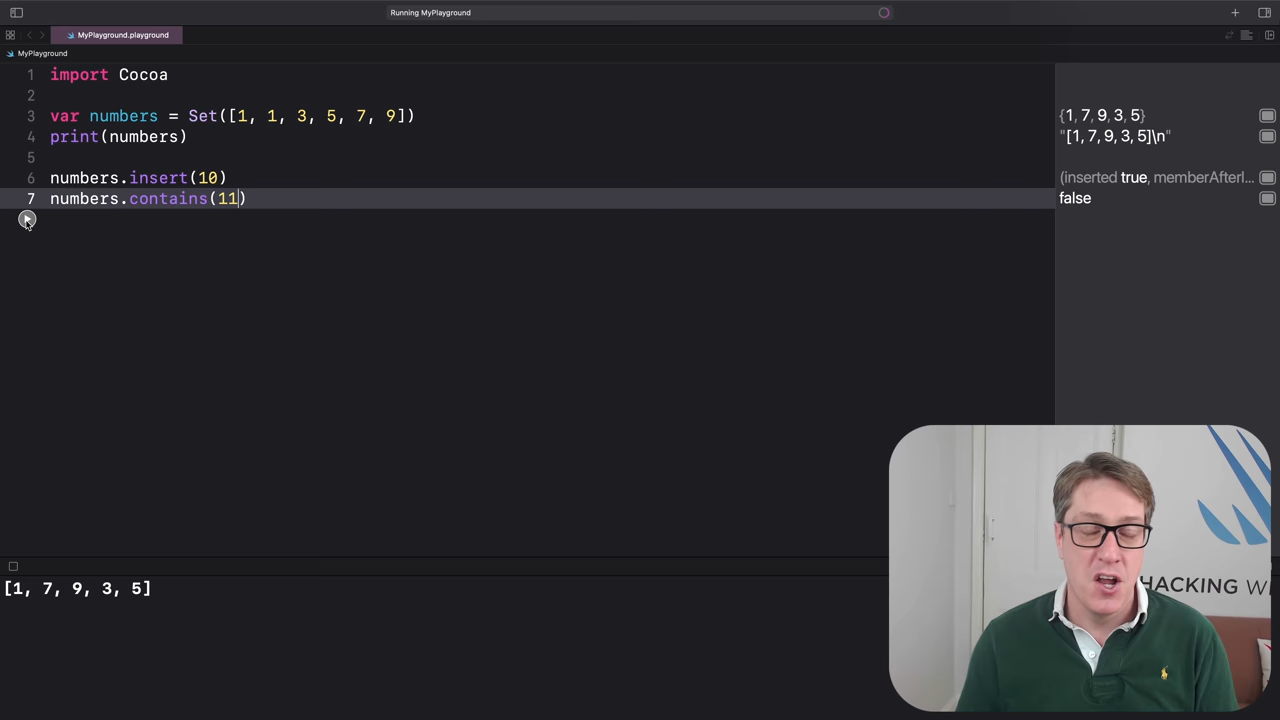 Running MyPlayground
MyPlayground.playground
MyPlayground
1 import Cocoa
2
3 var numbers = Set([1, 1, 3, 5, 7, 9])
4 print(numbers)
5
6 numbers.insert(10)
7 numbers.contains(11)
{1, 7, 9, 3, 5}
"[1, 7, 9, 3, 5]\n"
(inserted true, memberAfterI...
false
[1, 7, 9, 3, 5]
HACKING WI